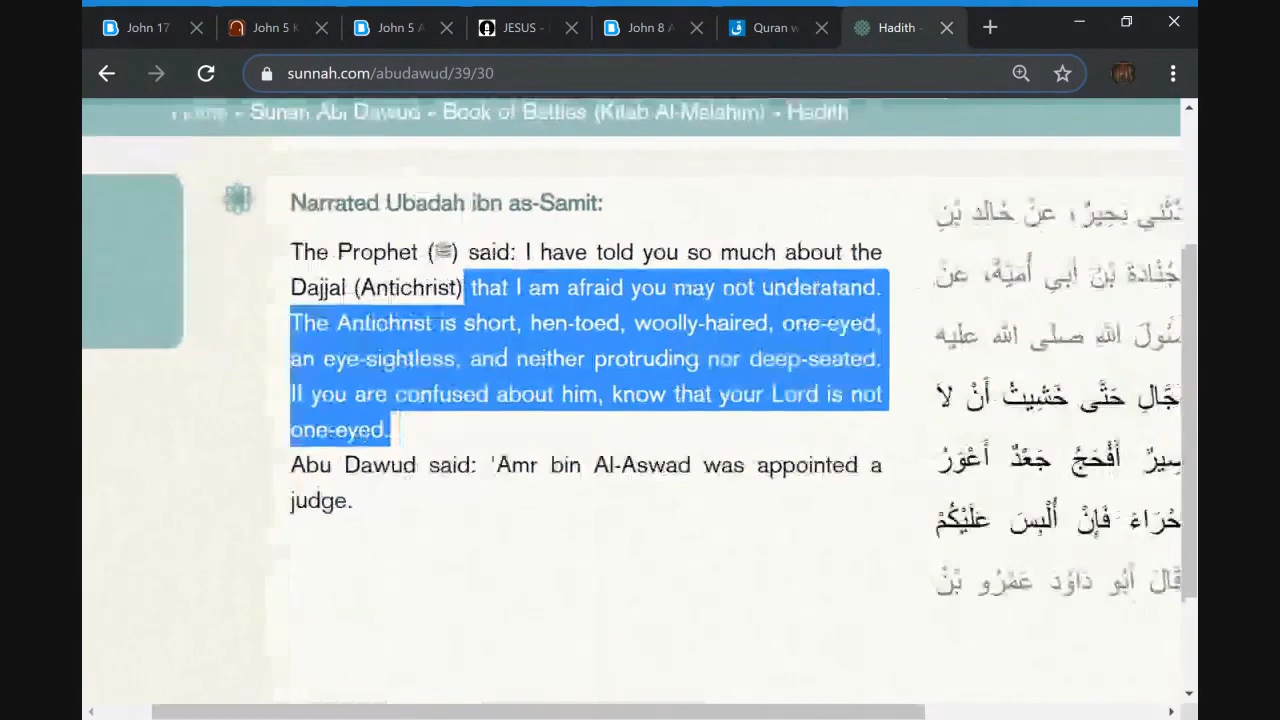 John 17
John 5 K
John 5 A
JESUS -
John 8 A
Quran w
Hadith -
sunnah.com/abudawud/39/30
Home - Sunan Abi Dawud - Book of Battles (Kitab Al-Malahim) - Hadith
Narrated Ubadah ibn as-Samit:
The Prophet (ﷺ) said: I have told you so much about the
Dajjal (Antichrist) that I am afraid you may not understand.
The Antichrist is short, hen-toed, woolly-haired, one-eyed,
an eye-sightless, and neither protruding nor deep-seated.
If you are confused about him, know that your Lord is not
one-eyed.
Abu Dawud said: 'Amr bin Al-Aswad was appointed a
judge.
بَحِيرٌ، عَنْ خَالِدِ بْنِ
جُنَادَةَ بْنِ أَبِي أُمَيَّةَ، عَنْ
اللَّهِ صلى الله عليه
حَتَّى خَشِيتُ أَنْ لاَ
أَفْحَجُ جَعْدٌ أَعْوَرُ
فَإِنْ أُلْبِسَ عَلَيْكُمْ
قَالَ أَبُو دَاوُدَ عَمْرُو بْنُ